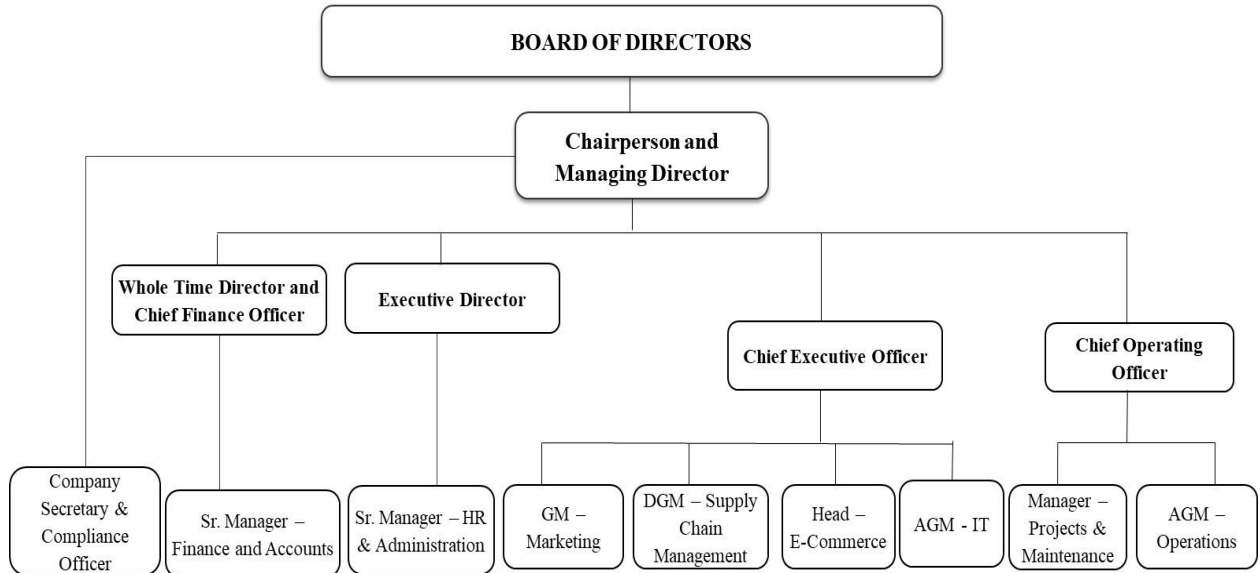 BOARD OF DIRECTORS
Chairperson and
Managing Director
Whole Time Director and
Chief Finance Officer
Executive Director
Chief Executive Officer
Chief Operating
Officer
Company
Secretary &
Compliance
Officer
Sr. Manager –
Finance and Accounts
Sr. Manager – HR
& Administration
GM –
Marketing
DGM – Supply
Chain
Management
Head –
E-Commerce
AGM - IT
Manager –
Projects &
Maintenance
AGM –
Operations